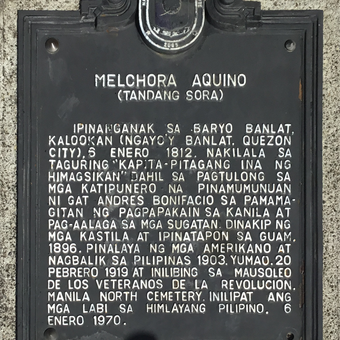 MELCHORA AQUINO
(TANDANG SORA)
IPINANGANAK SA BARYO BANLAT,
KALOOKAN (NGAYO'Y BANLAT, QUEZON
CITY), 6 ENERO 1812. NAKILALA SA
TAGURING "KAPITA-PITAGANG INA NG
HIMAGSIKAN" DAHIL SA PAGTULONG SA
MGA KATIPUNERO NA PINAMUMUNUAN
NI GAT ANDRES BONIFACIO SA PAMAMA-
GITAN NG PAGPAPAKAIN SA KANILA AT
PAG-AALAGA SA MGA SUGATAN. DINAKIP NG
MGA KASTILA AT IPINATAPON SA GUAM,
1896. PINALAYA NG MGA AMERIKANO AT
NAGBALIK SA PILIPINAS 1903. YUMAO, 20
PEBRERO 1919 AT INILIBING SA MAUSOLEO
DE LOS VETERANOS DE LA REVOLUCION,
MANILA NORTH CEMETERY. INILIPAT ANG
MGA LABI SA HIMLAYANG PILIPINO, 6
ENERO 1970.